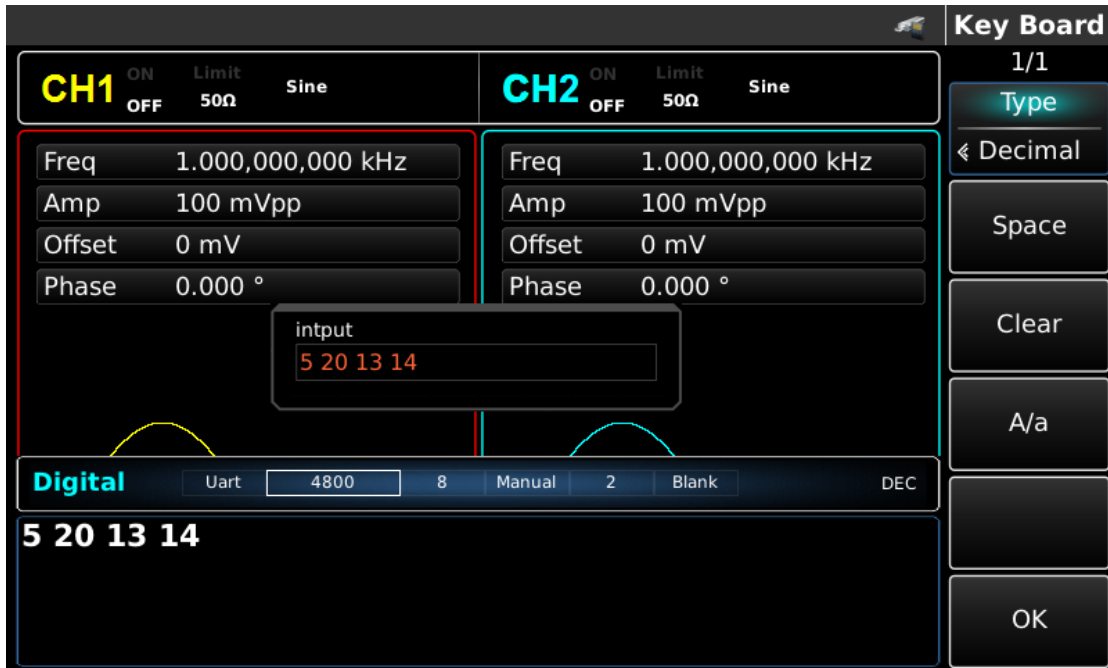 Key Board
1/1
CH1 ON OFF Limit 50Ω Sine
CH2 ON OFF Limit 50Ω Sine
Type
« Decimal
Freq 1.000,000,000 kHz
Amp 100 mVpp
Offset 0 mV
Phase 0.000 °
Freq 1.000,000,000 kHz
Amp 100 mVpp
Offset 0 mV
Phase 0.000 °
Space
Clear
A/a
intput
5 20 13 14
Digital Uart 4800 8 Manual 2 Blank DEC
5 20 13 14
OK